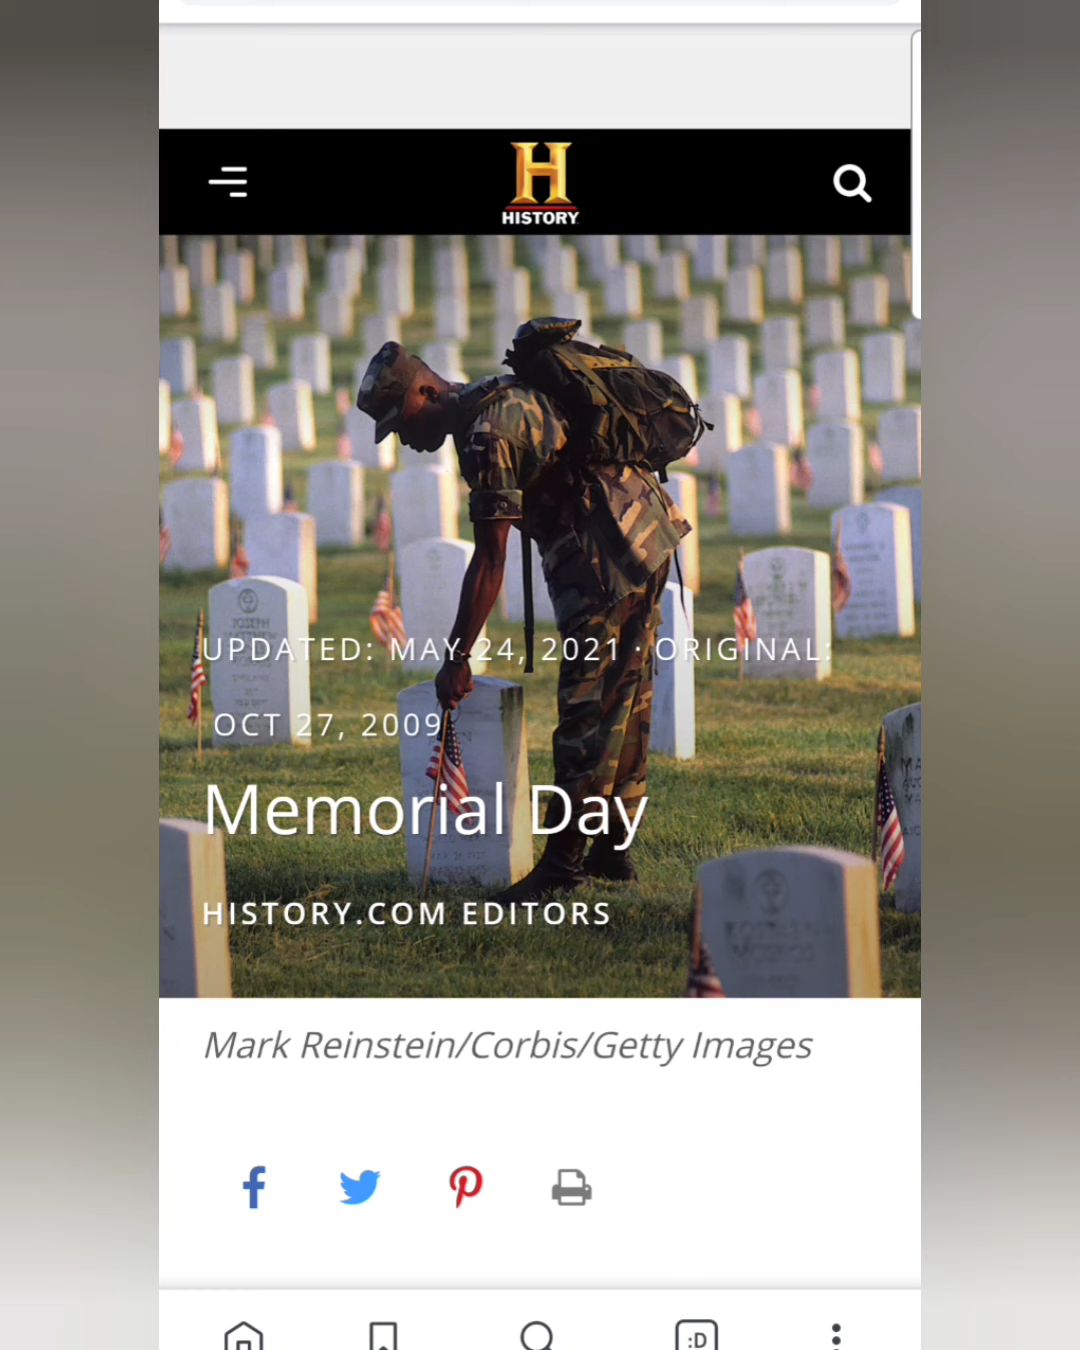 H
HISTORY
JOSEPH
UPDATED: MAY 24, 2021 · ORIGINAL:
OCT 27, 2009
Memorial Day
HISTORY.COM EDITORS
Mark Reinstein/Corbis/Getty Images
:D